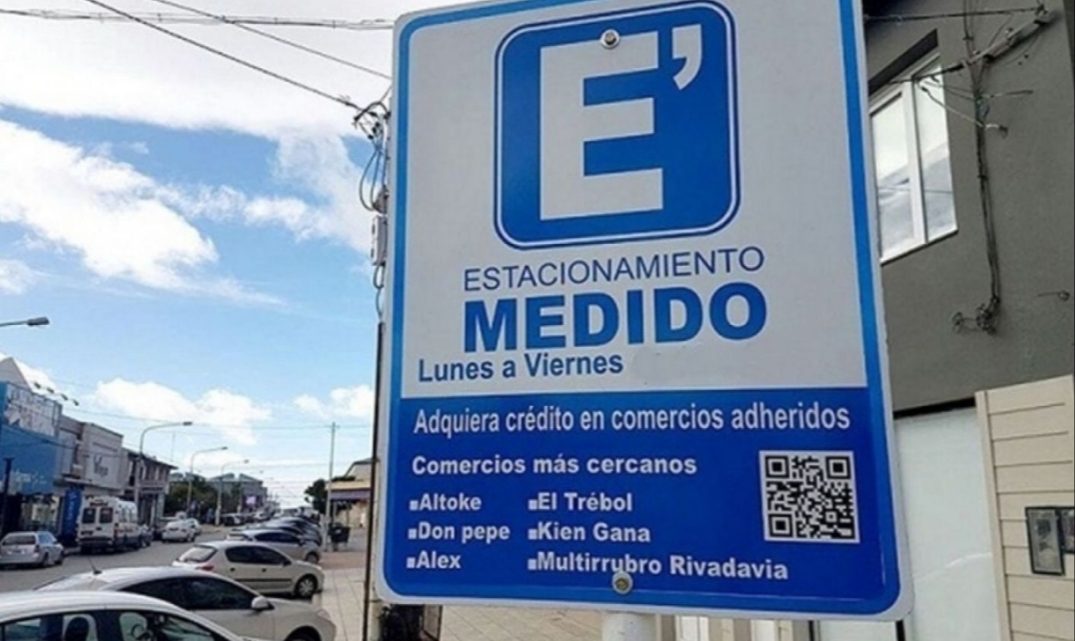 E'
ESTACIONAMIENTO
MEDIDO
Lunes a Viernes
Adquiera crédito en comercios adheridos
Comercios más cercanos
▪Altoke ▪El Trébol
▪Don pepe ▪Kien Gana
▪Alex ▪Multirrubro Rivadavia